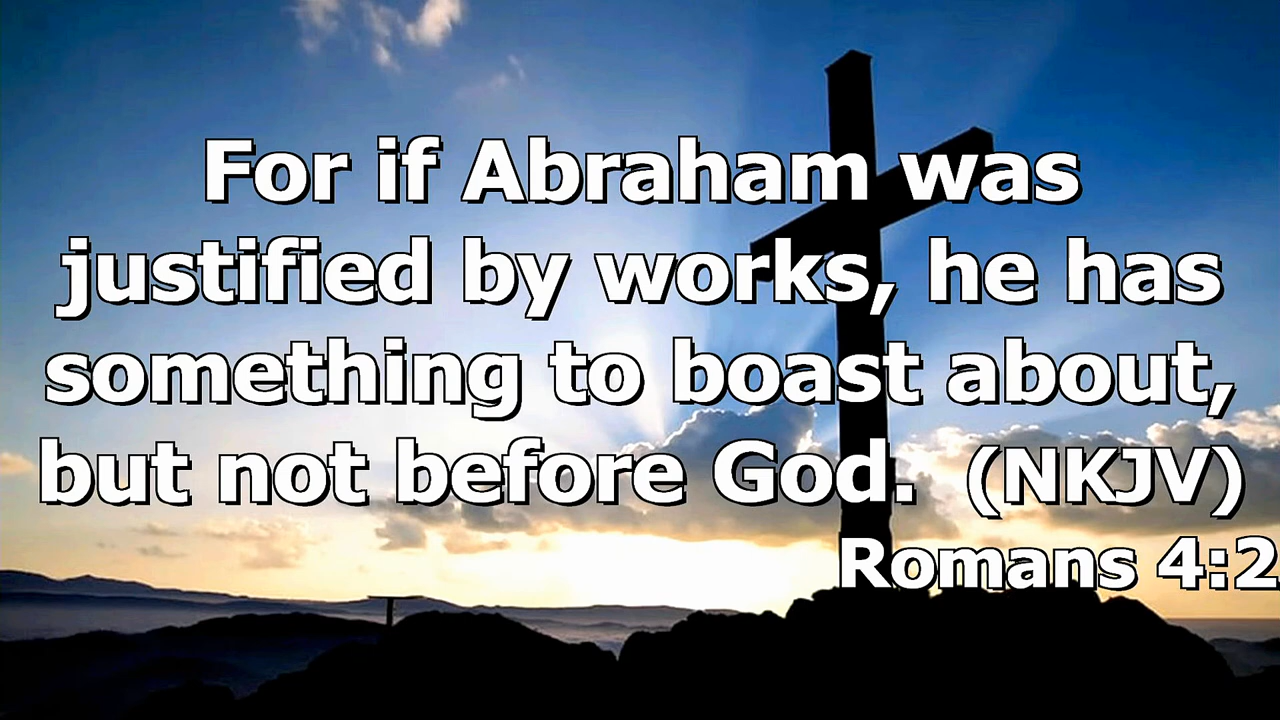 For if Abraham was
justified by works, he has
something to boast about,
but not before God. (NKJV)
Romans 4:2